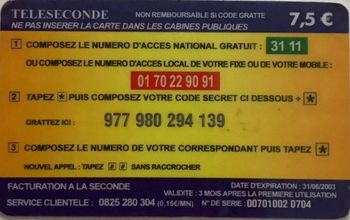 TELESECONDE NON REMBOURSABLE SI CODE GRATTE 7,5 €
NE PAS INSERER LA CARTE DANS LES CABINES PUBLIQUES
1 COMPOSEZ LE NUMERO D'ACCES NATIONAL GRATUIT : 31 11
OU COMPOSEZ LE NUMERO D'ACCES LOCAL DE VOTRE FIXE OU DE VOTRE MOBILE :
01 70 22 90 91
2 TAPEZ * PUIS COMPOSEZ VOTRE CODE SECRET CI DESSOUS + *
GRATTEZ ICI : 977 980 294 139
3 COMPOSEZ LE NUMERO DE VOTRE CORRESPONDANT PUIS TAPEZ *
NOUVEL APPEL : TAPEZ # # SANS RACCROCHER
FACTURATION A LA SECONDE DATE D'EXPIRATION : 31/06/2003
VALIDITE : 3 MOIS APRES LA PREMIERE UTILISATION
SERVICE CLIENTELE : 0825 280 304 (0,15€/MN) N° DE SERIE : 00701002 0704